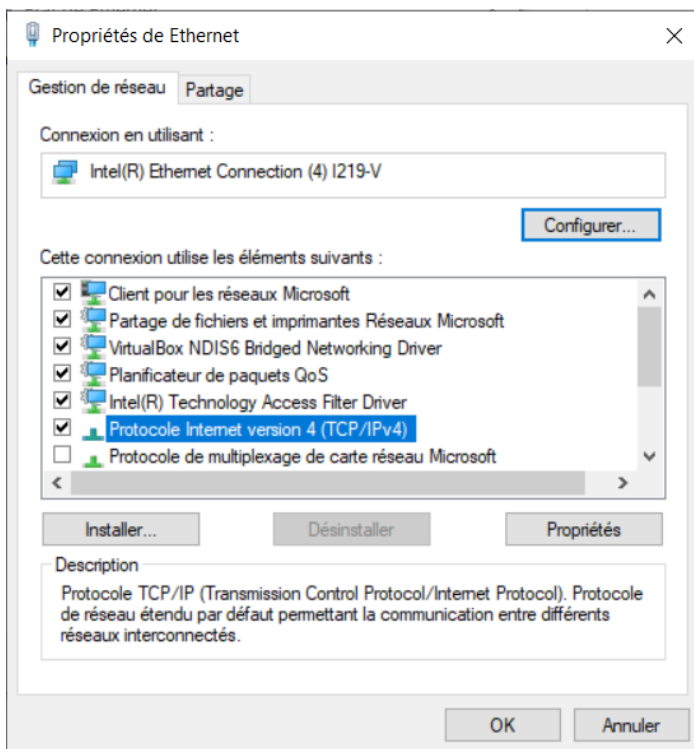 Propriétés de Ethernet
Gestion de réseau
Partage
Connexion en utilisant :
Intel(R) Ethernet Connection (4) I219-V
Configurer...
Cette connexion utilise les éléments suivants :
Client pour les réseaux Microsoft
Partage de fichiers et imprimantes Réseaux Microsoft
VirtualBox NDIS6 Bridged Networking Driver
Planificateur de paquets QoS
Intel(R) Technology Access Filter Driver
Protocole Internet version 4 (TCP/IPv4)
Protocole de multiplexage de carte réseau Microsoft
Installer...
Désinstaller
Propriétés
Description
Protocole TCP/IP (Transmission Control Protocol/Internet Protocol). Protocole
de réseau étendu par défaut permettant la communication entre différents
réseaux interconnectés.
OK
Annuler